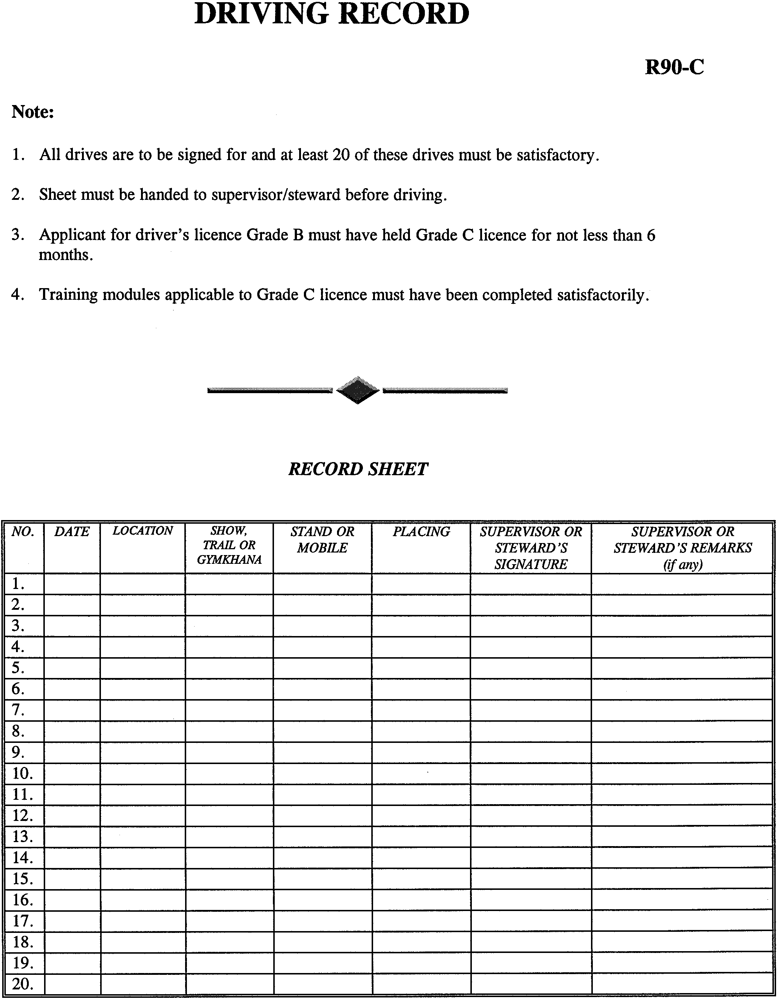 DRIVING RECORD
R90-C
Note:
1. All drives are to be signed for and at least 20 of these drives must be satisfactory.
2. Sheet must be handed to supervisor/steward before driving.
3. Applicant for driver's licence Grade B must have held Grade C licence for not less than 6
months.
4. Training modules applicable to Grade C licence must have been completed satisfactorily.
RECORD SHEET
NO. DATE LOCATION SHOW, STAND OR PLACING SUPERVISOR OR SUPERVISOR OR
TRAIL OR MOBILE STEWARD'S STEWARD'S REMARKS
GYMKHANA SIGNATURE (if any)
1.
2.
3.
4.
5.
6.
7.
8.
9.
10.
11.
12.
13.
14.
15.
16.
17.
18.
19.
20.